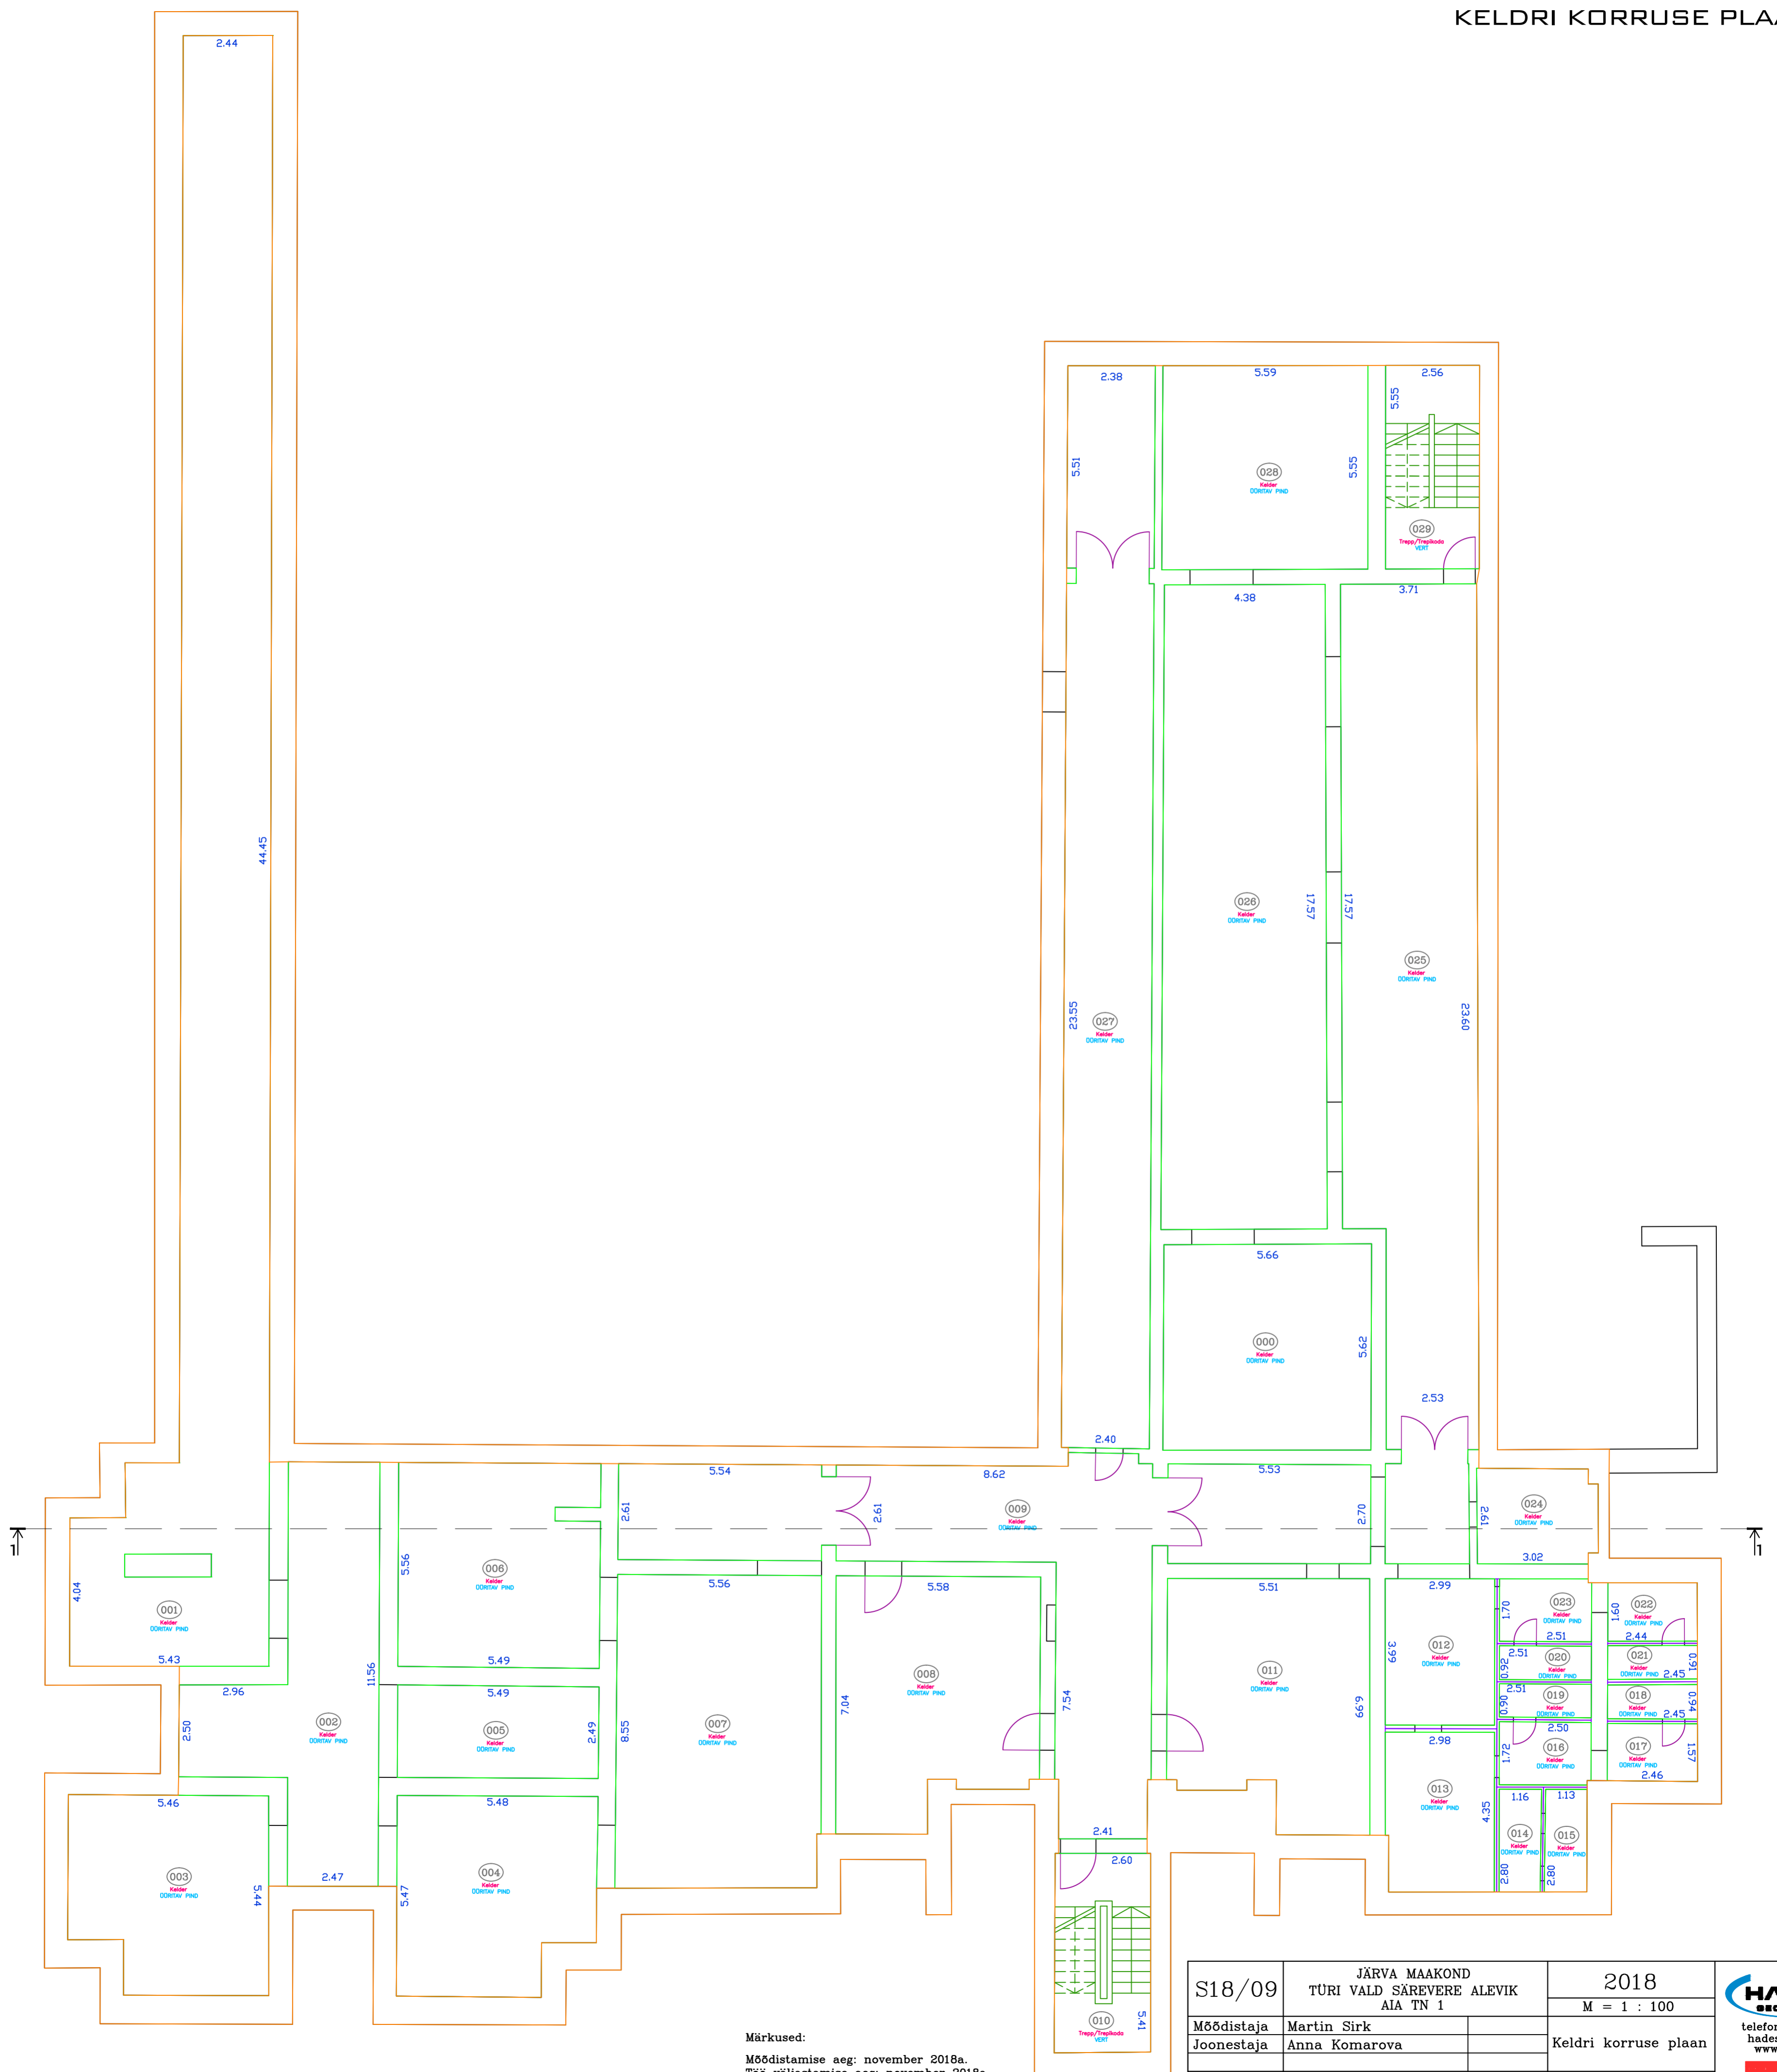 KELDRI KORRUSE
2.44
2.38
5.59
2.56
5.55
5.51
5.55
028
Kelder
ÜÜRITAV PIND
029
Trepp/Trepikoda
VERT
4.38
3.71
44.45
026
Kelder
ÜÜRITAV PIND
17.57
17.57
025
Kelder
ÜÜRITAV PIND
23.55
027
Kelder
ÜÜRITAV PIND
23.60
5.66
000
Kelder
ÜÜRITAV PIND
5.62
2.53
2.40
5.54
8.62
5.53
2.61
2.61
009
Kelder
ÜÜRITAV PIND
2.70
2.61
024
Kelder
ÜÜRITAV PIND
3.02
1
1
5.56
006
Kelder
ÜÜRITAV PIND
4.04
001
Kelder
ÜÜRITAV PIND
5.43
5.56
5.58
5.51
2.99
1.70
023
Kelder
ÜÜRITAV PIND
2.51
1.60
022
Kelder
ÜÜRITAV PIND
2.44
3.99
012
Kelder
ÜÜRITAV PIND
2.51
0.92
020
Kelder
ÜÜRITAV PIND
021
Kelder
ÜÜRITAV PIND
0.91
2.45
5.49
11.56
2.96
5.49
008
Kelder
ÜÜRITAV PIND
7.04
7.54
011
Kelder
ÜÜRITAV PIND
6.69
2.51
0.90
019
Kelder
ÜÜRITAV PIND
018
Kelder
ÜÜRITAV PIND
0.94
2.45
2.50
002
Kelder
ÜÜRITAV PIND
005
Kelder
ÜÜRITAV PIND
2.49
8.55
007
Kelder
ÜÜRITAV PIND
2.98
2.50
1.72
016
Kelder
ÜÜRITAV PIND
017
Kelder
ÜÜRITAV PIND
1.57
2.46
5.46
5.48
013
Kelder
ÜÜRITAV PIND
4.35
1.16
1.13
014
Kelder
ÜÜRITAV PIND
2.80
015
Kelder
ÜÜRITAV PIND
2.80
2.41
2.60
003
Kelder
ÜÜRITAV PIND
5.44
2.47
5.47
004
Kelder
ÜÜRITAV PIND
010
Trepp/Trepikoda
VERT
5.41
Märkused:
Mõõdistamise aeg: november 2018a.
S18/09
JÄRVA MAAKOND
TÜRI VALD SÄREVERE ALEVIK
AIA TN 1
2018
M = 1 : 100
Mõõdistaja Martin Sirk
Joonestaja Anna Komarova
Keldri korruse plaan